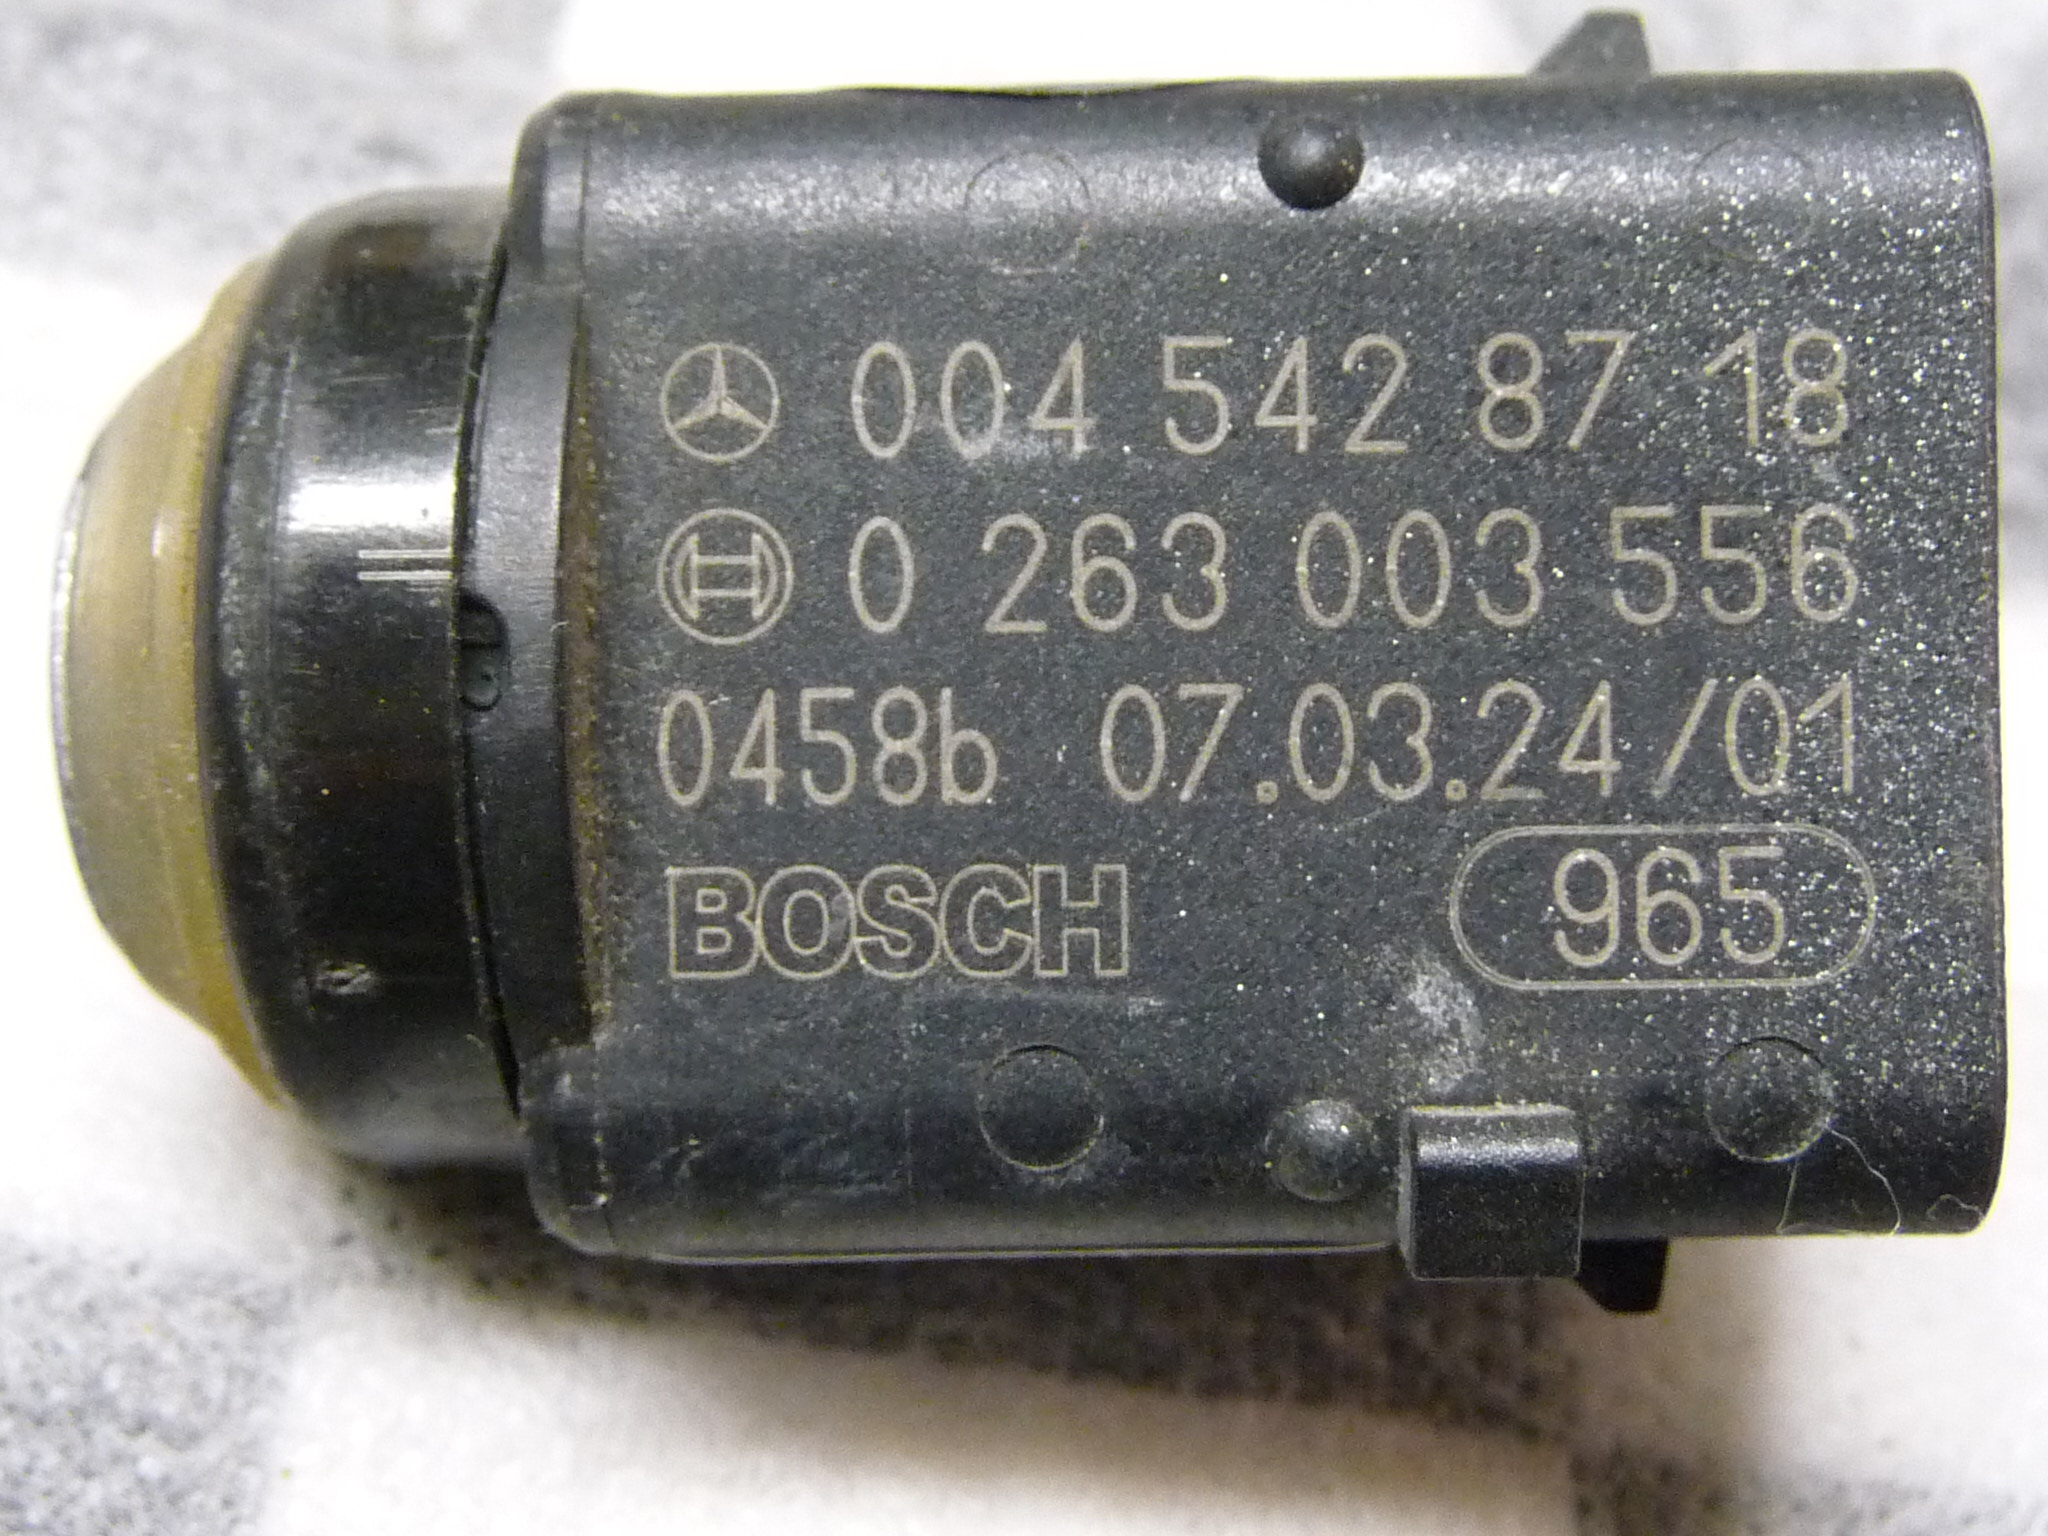 004 542 87 18
0 263 003 556
0458b 07.03.24/01
BOSCH 965